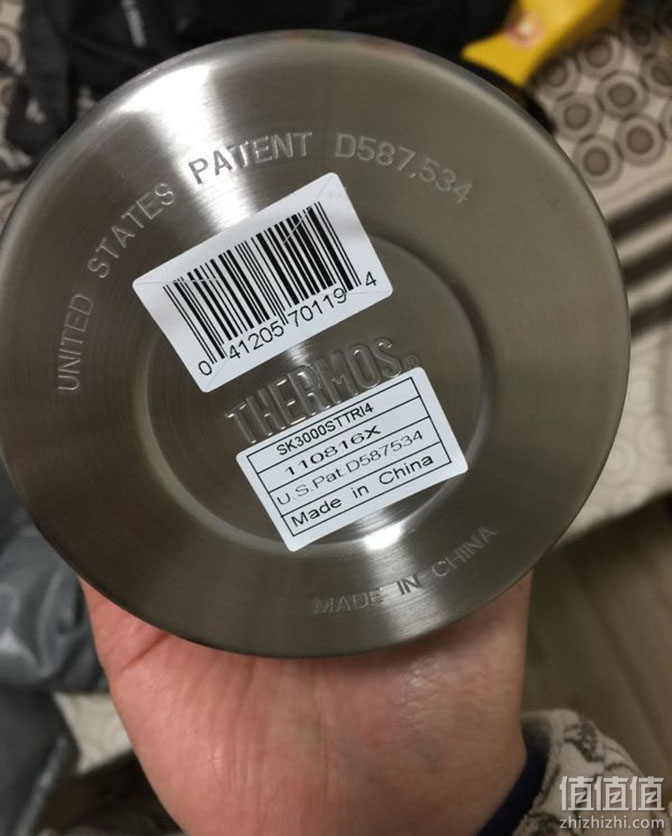 UNITED STATES PATENT D587,534
0 41205 70119 4
THERMOS®
SK3000STTRI4
110816X
U.S.Pat.D587534
Made in China
MADE IN CHINA
值值值
zhizhizhi.com